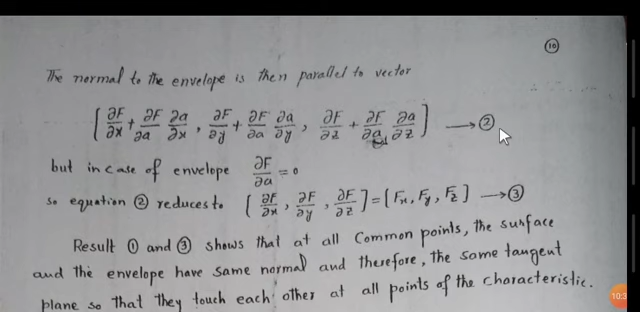 10
The normal to the envelope is then parallel to vector
[ ∂F/∂x + ∂F/∂a ∂a/∂x , ∂F/∂y + ∂F/∂a ∂a/∂y , ∂F/∂z + ∂F/∂a ∂a/∂z ] → ②
but in case of envelope ∂F/∂a = 0
so equation ② reduces to [ ∂F/∂x , ∂F/∂y , ∂F/∂z ] = [ Fx, Fy, Fz ] → ③
Result ① and ③ shows that at all Common points, the surface
and the envelope have same normal and therefore, the same tangent
plane so that they touch each other at all points of the characteristic.